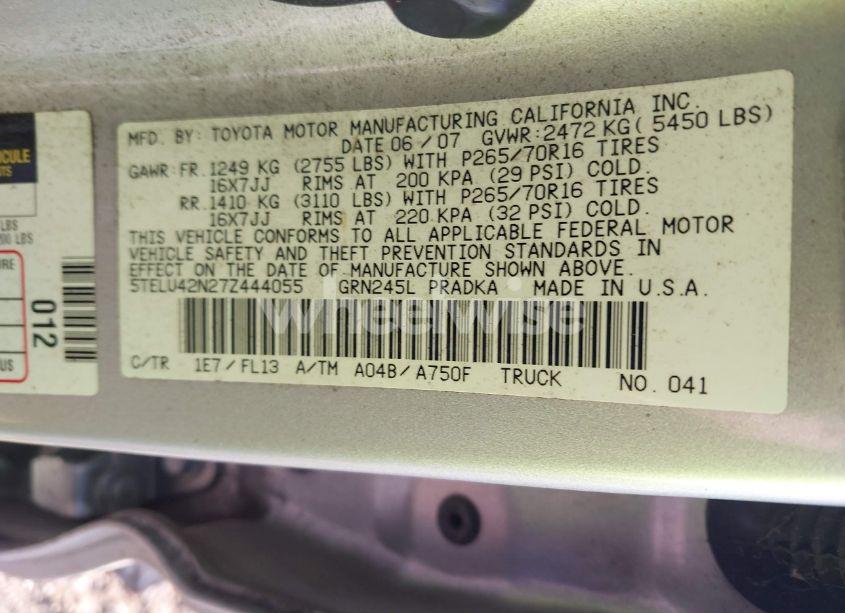 MFD. BY: TOYOTA MOTOR MANUFACTURING CALIFORNIA INC.
DATE 06/07 GVWR:2472 KG( 5450 LBS)
GAWR:FR.1249 KG (2755 LBS) WITH P265/70R16 TIRES
16X7JJ RIMS AT 200 KPA (29 PSI) COLD.
RR.1410 KG (3110 LBS) WITH P265/70R16 TIRES
16X7JJ RIMS AT 220 KPA (32 PSI) COLD.
THIS VEHICLE CONFORMS TO ALL APPLICABLE FEDERAL MOTOR
VEHICLE SAFETY AND THEFT PREVENTION STANDARDS IN
EFFECT ON THE DATE OF MANUFACTURE SHOWN ABOVE.
5TELU42N27Z444055 GRN245L PRADKA MADE IN U.S.A.
wheelwise
C/TR 1E7/FL13 A/TM A04B/A750F TRUCK NO.041
LBS
LBS
012
US